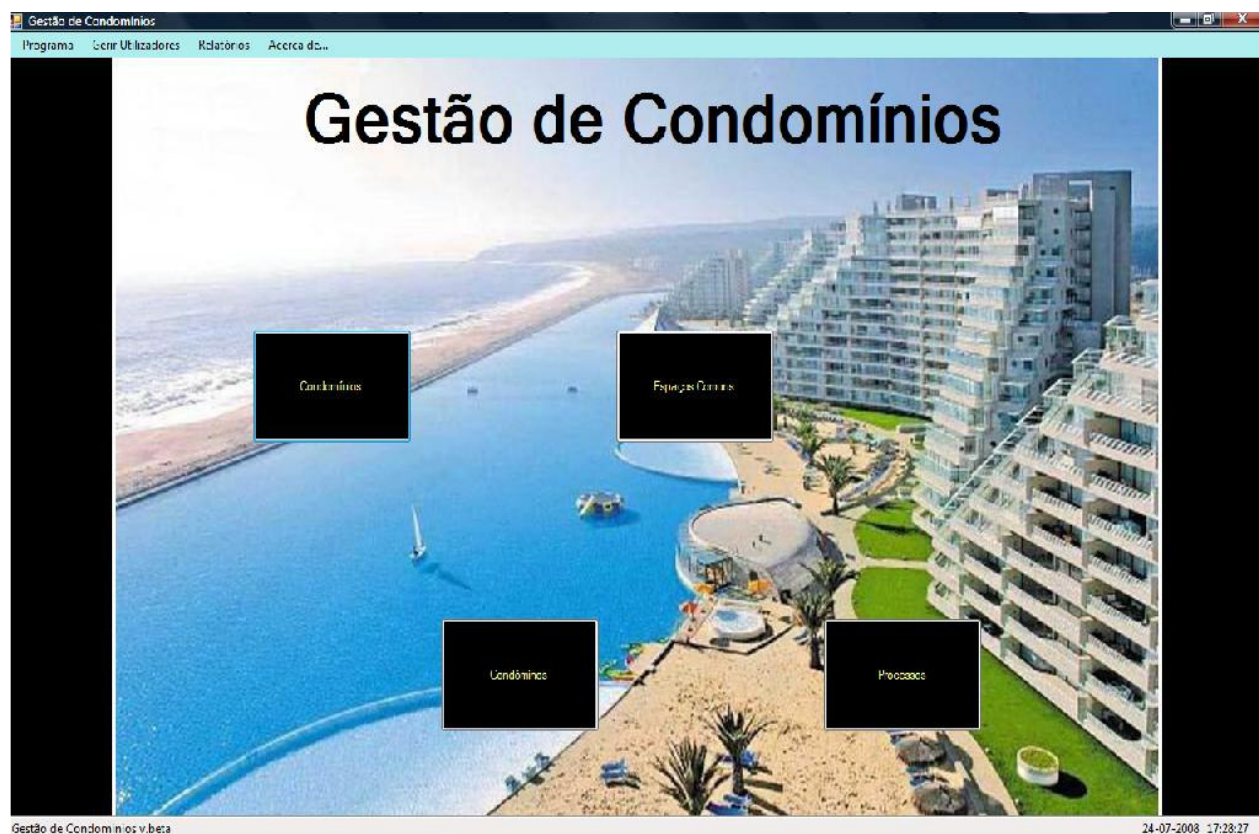 Gestão de Condomínios
Programa Gerir Utilizadores Relatórios Acerca de...
Gestão de Condomínios
Condomínios Espaços Comuns
Condóminos Processos
Gestão de Condomínios v.beta 24-07-2008 17:28:27